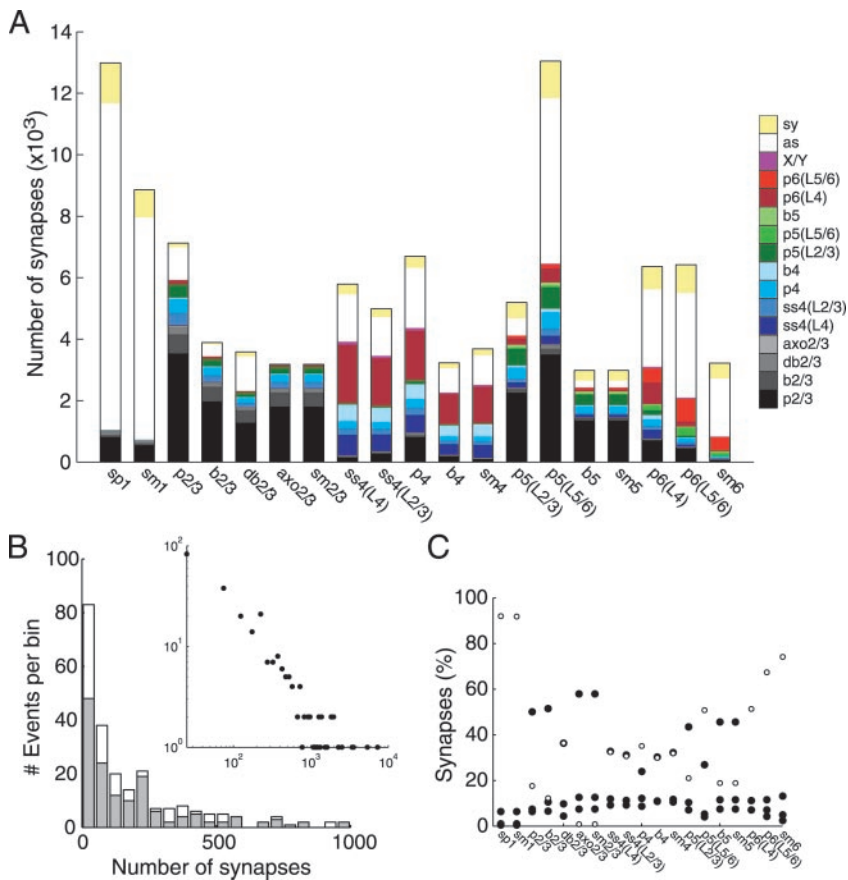 A
Number of synapses (x10³)
14
12
10
8
6
4
2
0
sp1
sm1
p2/3
b2/3
db2/3
axo2/3
sm2/3
ss4(L4)
ss4(L2/3)
p4
b4
sm4
p5(L2/3)
p5(L5/6)
b5
sm5
p6(L4)
p6(L5/6)
sm6
sy
as
X/Y
p6(L5/6)
p6(L4)
b5
p5(L5/6)
p5(L2/3)
b4
p4
ss4(L2/3)
ss4(L4)
axo2/3
db2/3
b2/3
p2/3
B
# Events per bin
100
80
60
40
20
0
0
500
1000
Number of synapses
10²
10¹
10⁰
10²
10³
10⁴
C
Synapses (%)
100
80
60
40
20
0
sp1
sm1
p2/3
b2/3
db2/3
axo2/3
sm2/3
ss4(L4)
ss4(L2/3)
p4
b4
sm4
p5(L2/3)
p5(L5/6)
b5
sm5
p6(L4)
p6(L5/6)
sm6